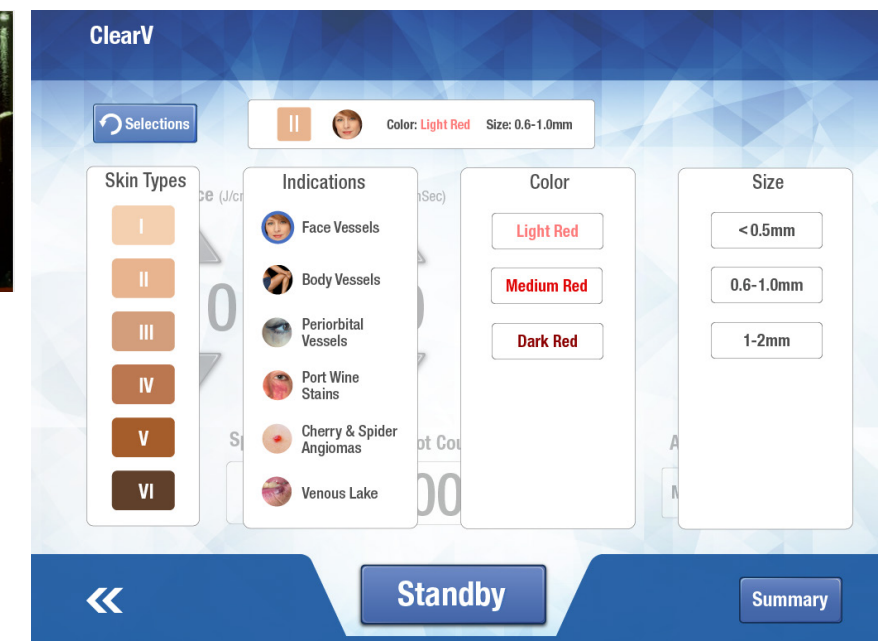 ClearV
Selections
II
Color: Light Red Size: 0.6-1.0mm
Skin Types
I
II
III
IV
V
VI
Indications
Face Vessels
Body Vessels
Periorbital
Vessels
Port Wine
Stains
Cherry & Spider
Angiomas
Venous Lake
Color
Light Red
Medium Red
Dark Red
Size
<0.5mm
0.6-1.0mm
1-2mm
Standby
Summary